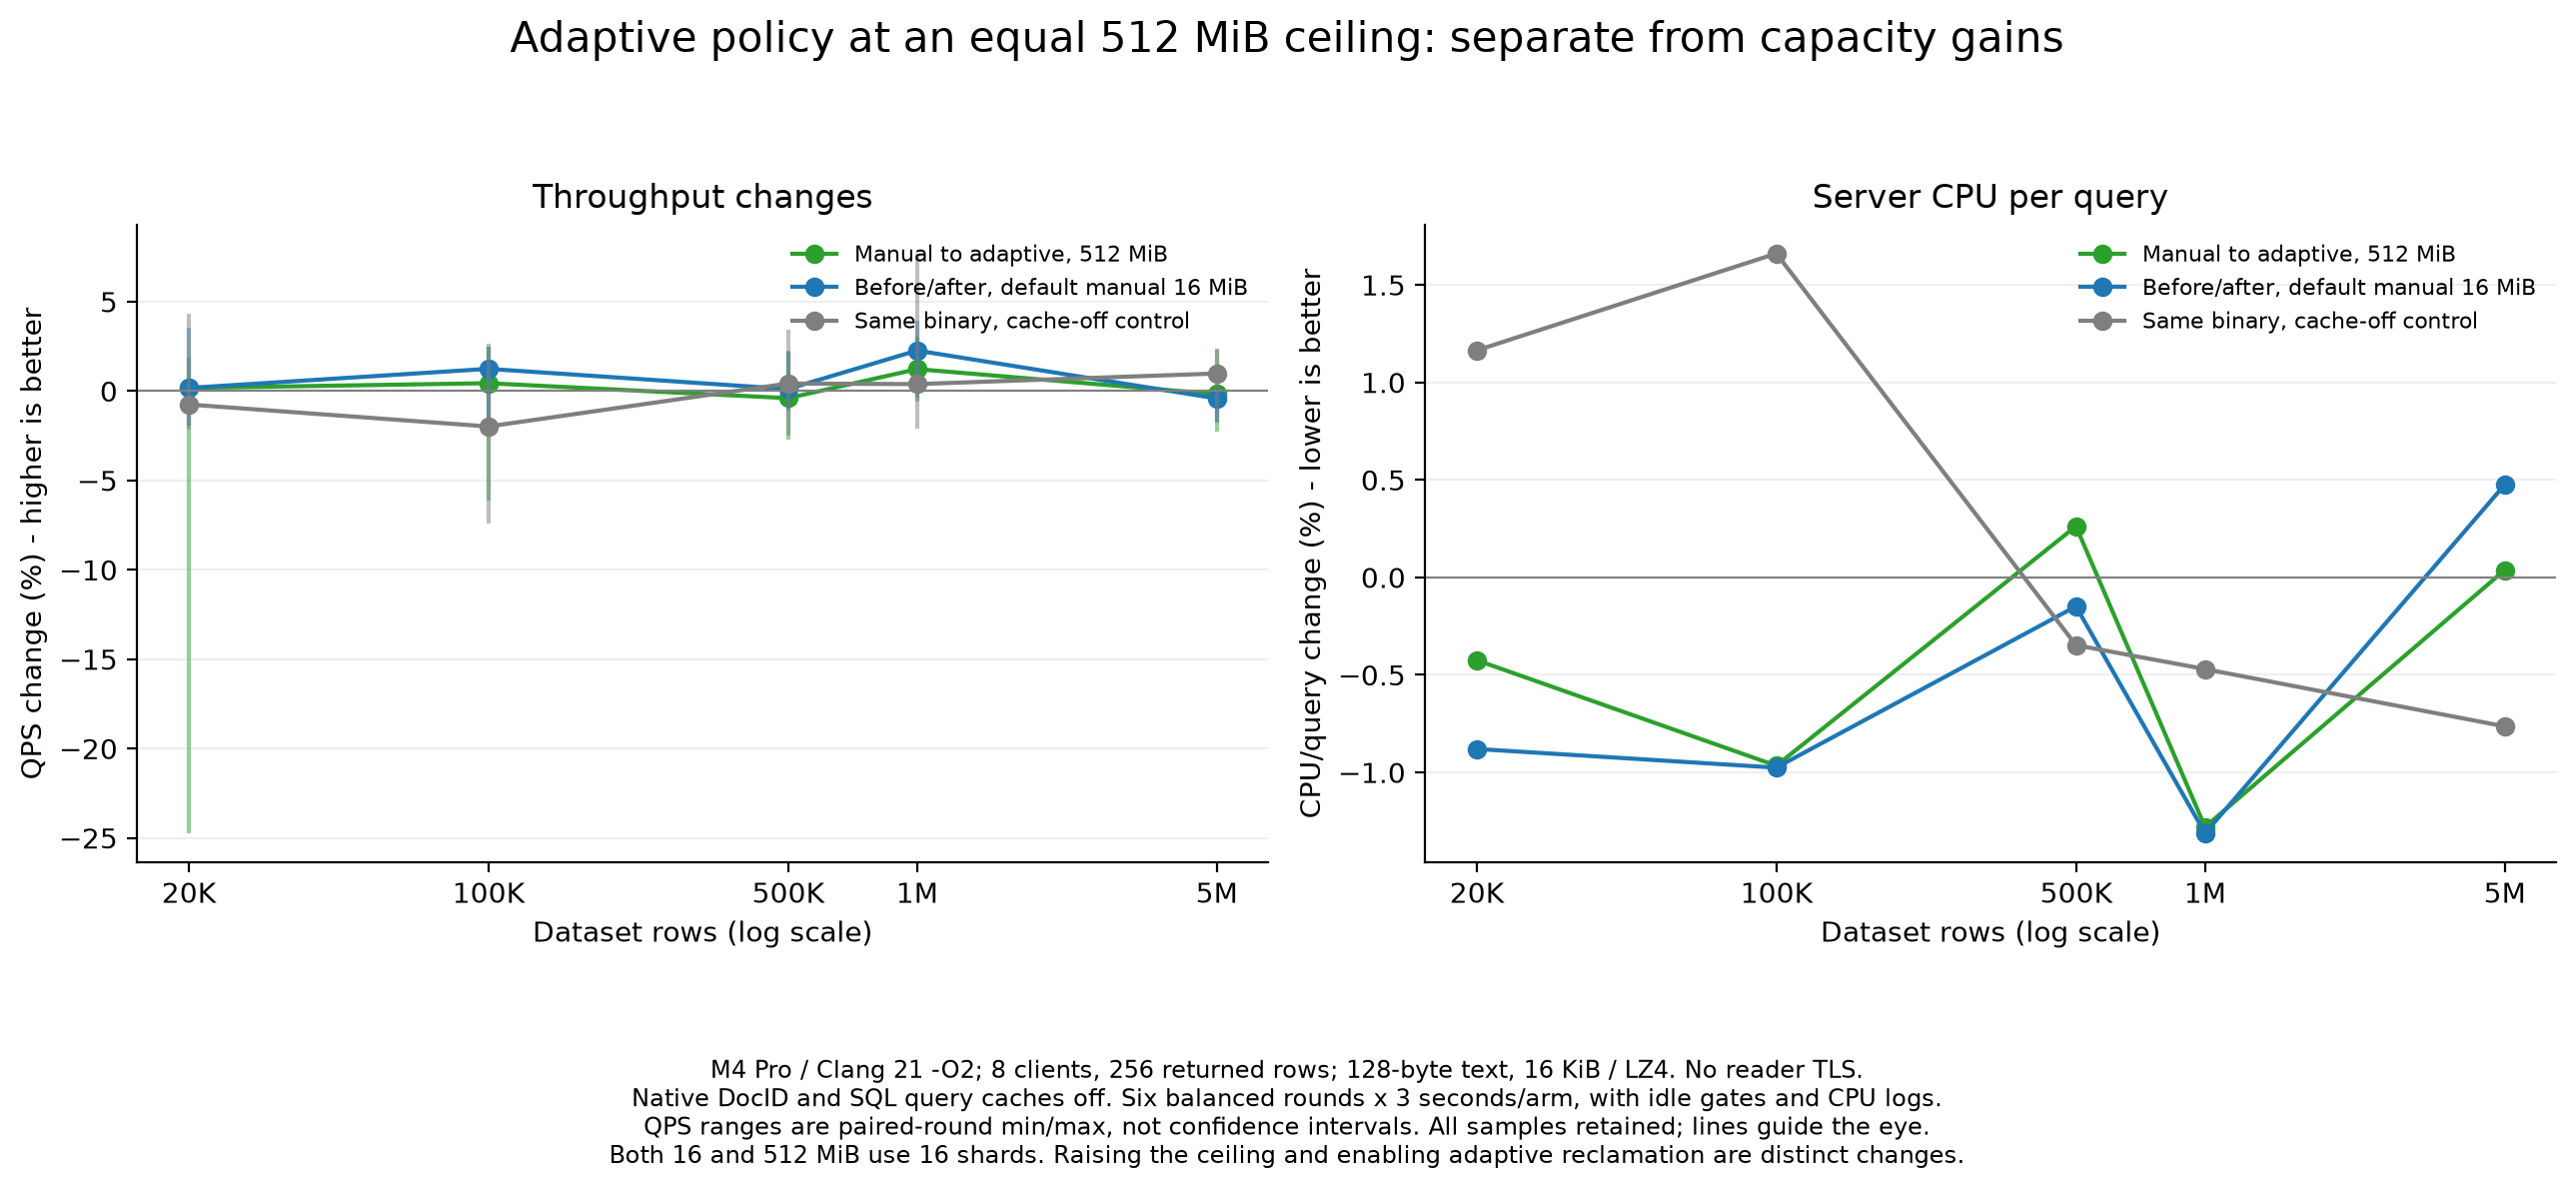 Adaptive policy at an equal 512 MiB ceiling: separate from capacity gains
Throughput changes
QPS change (%) - higher is better
5
0
−5
−10
−15
−20
−25
Manual to adaptive, 512 MiB
Before/after, default manual 16 MiB
Same binary, cache-off control
20K
100K
500K
1M
5M
Dataset rows (log scale)
Server CPU per query
CPU/query change (%) - lower is better
1.5
1.0
0.5
0.0
−0.5
−1.0
Manual to adaptive, 512 MiB
Before/after, default manual 16 MiB
Same binary, cache-off control
20K
100K
500K
1M
5M
Dataset rows (log scale)
M4 Pro / Clang 21 -O2; 8 clients, 256 returned rows; 128-byte text, 16 KiB / LZ4. No reader TLS.
Native DocID and SQL query caches off. Six balanced rounds x 3 seconds/arm, with idle gates and CPU logs.
QPS ranges are paired-round min/max, not confidence intervals. All samples retained; lines guide the eye.
Both 16 and 512 MiB use 16 shards. Raising the ceiling and enabling adaptive reclamation are distinct changes.